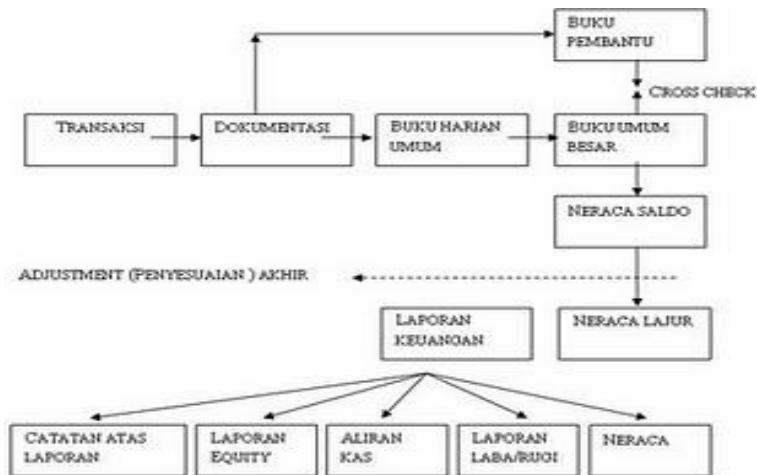 BUKU
PEMBANTU
CROSS CHECK
TRANSAKSI
DOKUMENTASI
BUKU HARIAN
UMUM
BUKU UMUM
BESAR
NERACA SALDO
ADJUSTMENT (PENYESUAIAN ) AKHIR
LAPORAN
KEUANGAN
NERACA LAJUR
CATATAN ATAS
LAPORAN
LAPORAN
EQUITY
ALIRAN
KAS
LAPORAN
LABA/RUGI
NERACA